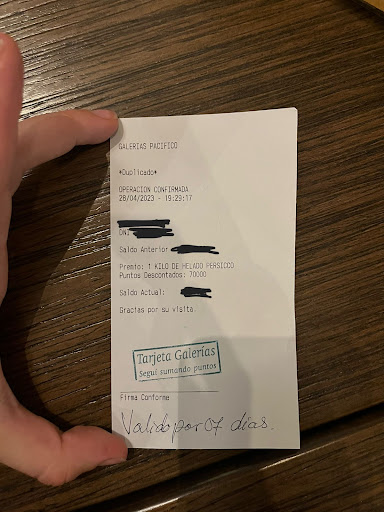 GALERIAS PACIFICO
*Duplicado*
OPERACION CONFIRMADA
28/04/2023 - 19:29:17
DNI
Saldo Anterior
Premio: 1 KILO DE HELADO PERSICCO
Puntos Descontados: 70000
Saldo Actual:
Gracias por su visita
Tarjeta Galerías
Seguí sumando puntos
Firma Conforme
Valido por 07 días.